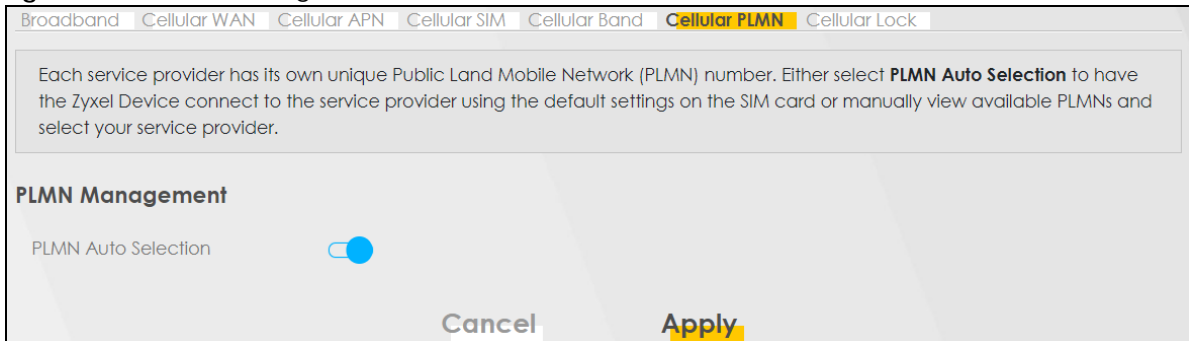 Broadband Cellular WAN Cellular APN Cellular SIM Cellular Band Cellular PLMN Cellular Lock
Each service provider has its own unique Public Land Mobile Network (PLMN) number. Either select PLMN Auto Selection to have
the Zyxel Device connect to the service provider using the default settings on the SIM card or manually view available PLMNs and
select your service provider.
PLMN Management
PLMN Auto Selection
Cancel Apply